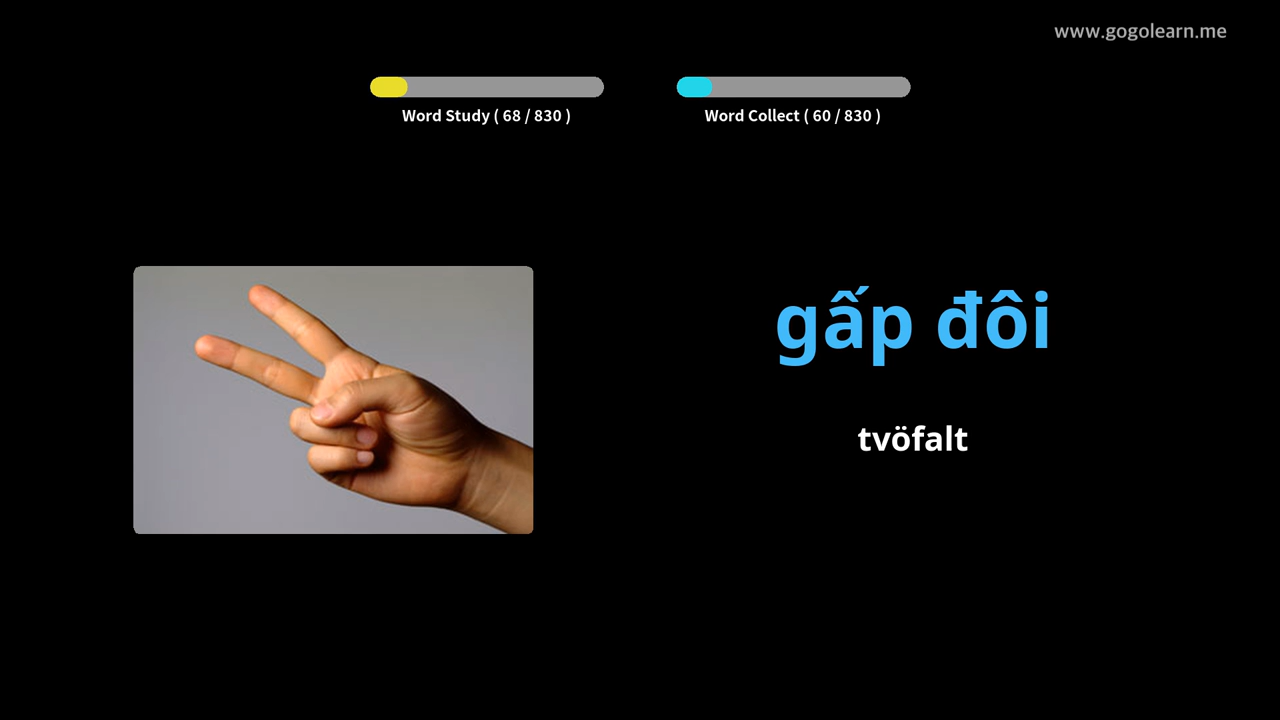 www.gogolearn.me
Word Study ( 68 / 830 )
Word Collect ( 60 / 830 )
gấp đôi
tvöfalt